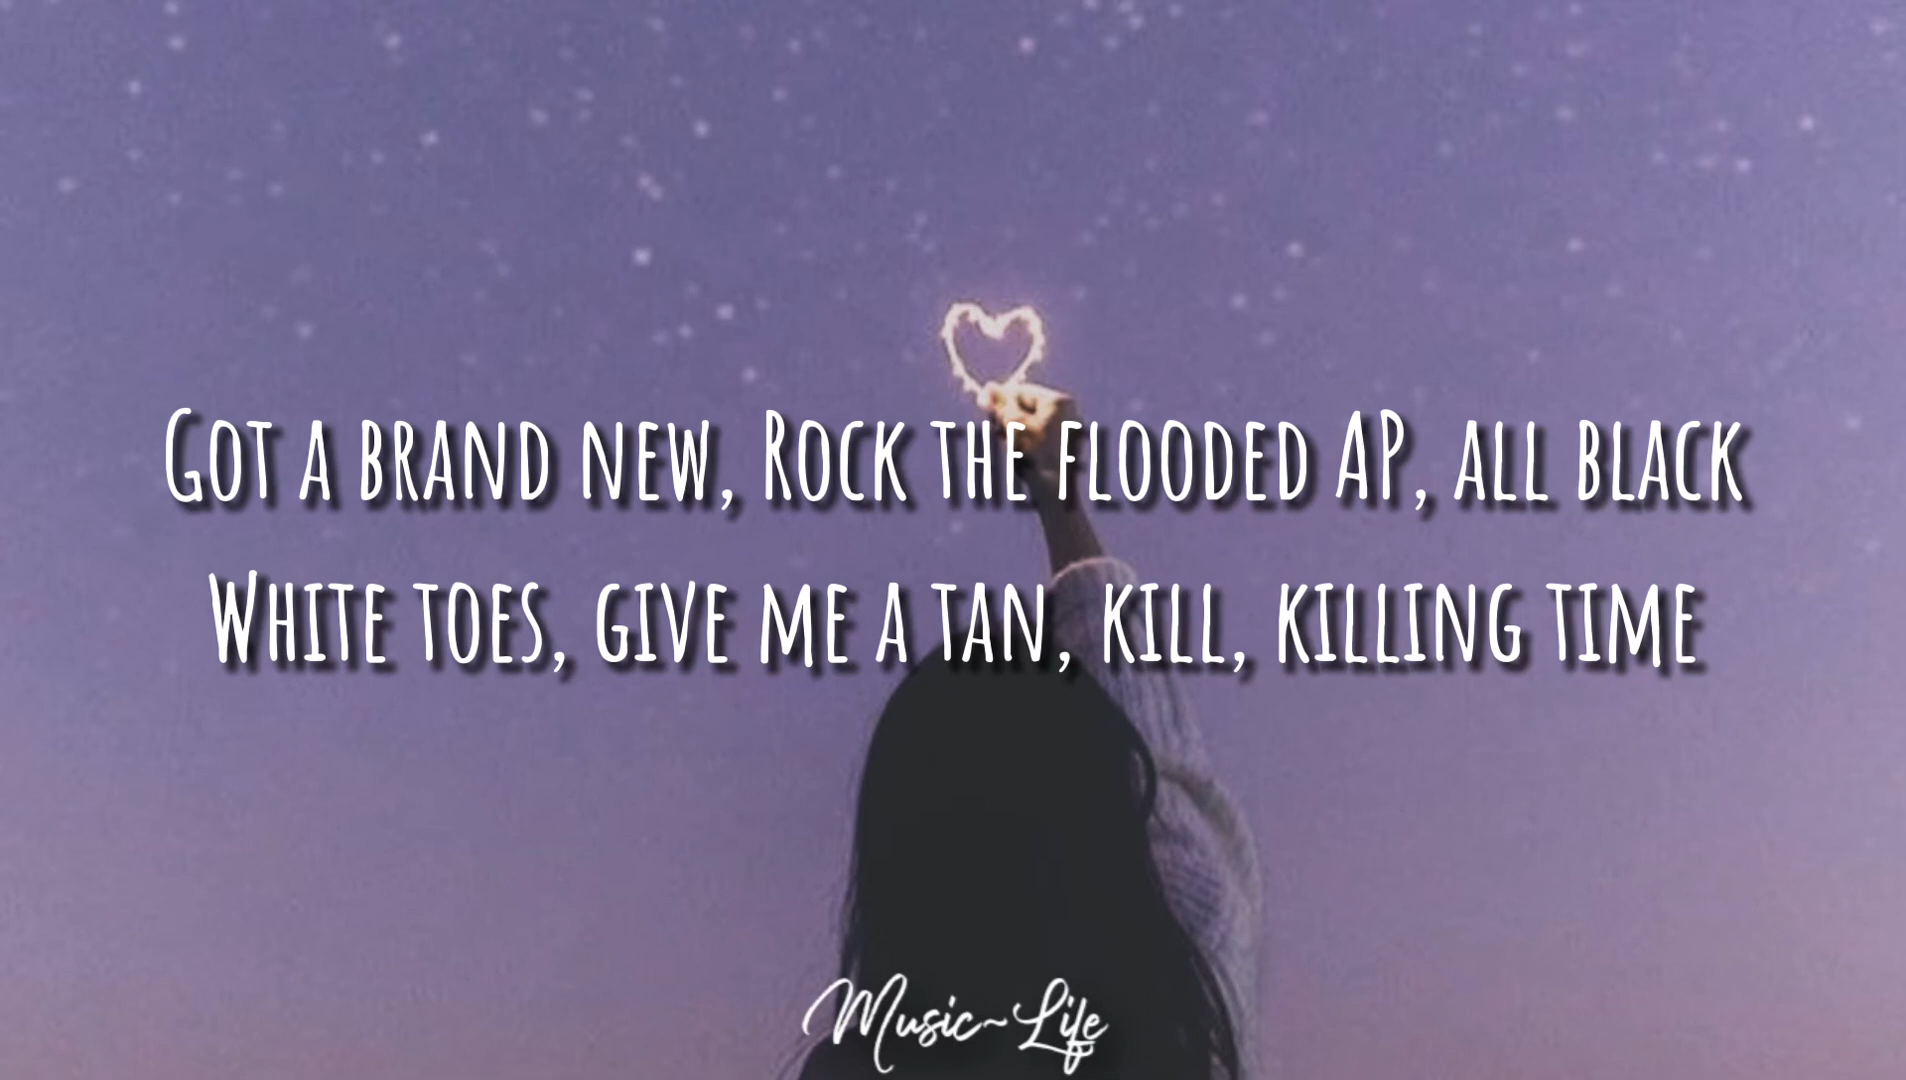 Got a brand new, Rock the flooded AP, all black
White toes, give me a tan, kill, killing time
Music~Life